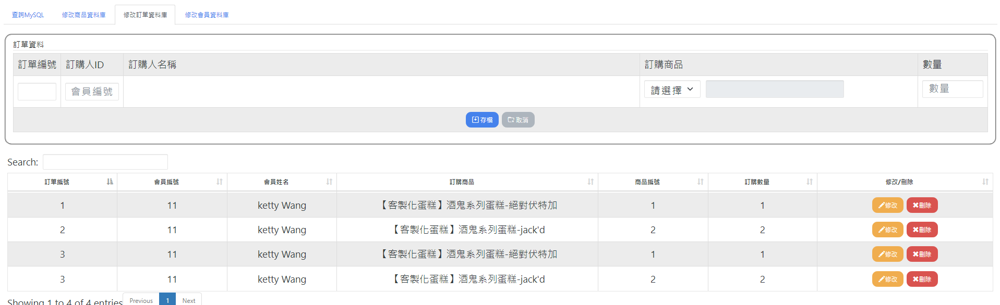 查詢MySQL 修改商品資料庫 修改訂單資料庫 修改會員資料庫
訂單資料
訂單編號 訂購人ID 訂購人名稱 訂購商品 數量
會員編號 請選擇 數量
存檔 取消
Search:
訂單編號 會員編號 會員姓名 訂購商品 商品編號 訂購數量 修改/刪除
1 11 ketty Wang 【客製化蛋糕】酒鬼系列蛋糕-絕對伏特加 1 1 修改 刪除
2 11 ketty Wang 【客製化蛋糕】酒鬼系列蛋糕-jack'd 2 2 修改 刪除
3 11 ketty Wang 【客製化蛋糕】酒鬼系列蛋糕-絕對伏特加 1 1 修改 刪除
3 11 ketty Wang 【客製化蛋糕】酒鬼系列蛋糕-jack'd 2 2 修改 刪除
Showing 1 to 4 of 4 entries Previous 1 Next